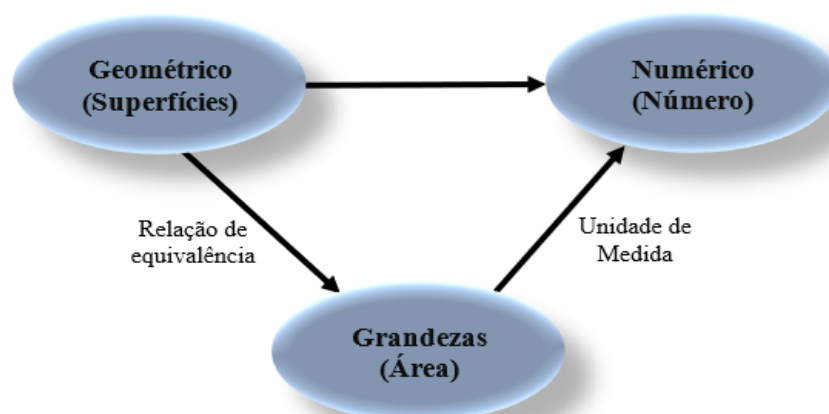 Geométrico
(Superfícies)
Numérico
(Número)
Relação de
equivalência
Unidade de
Medida
Grandezas
(Área)